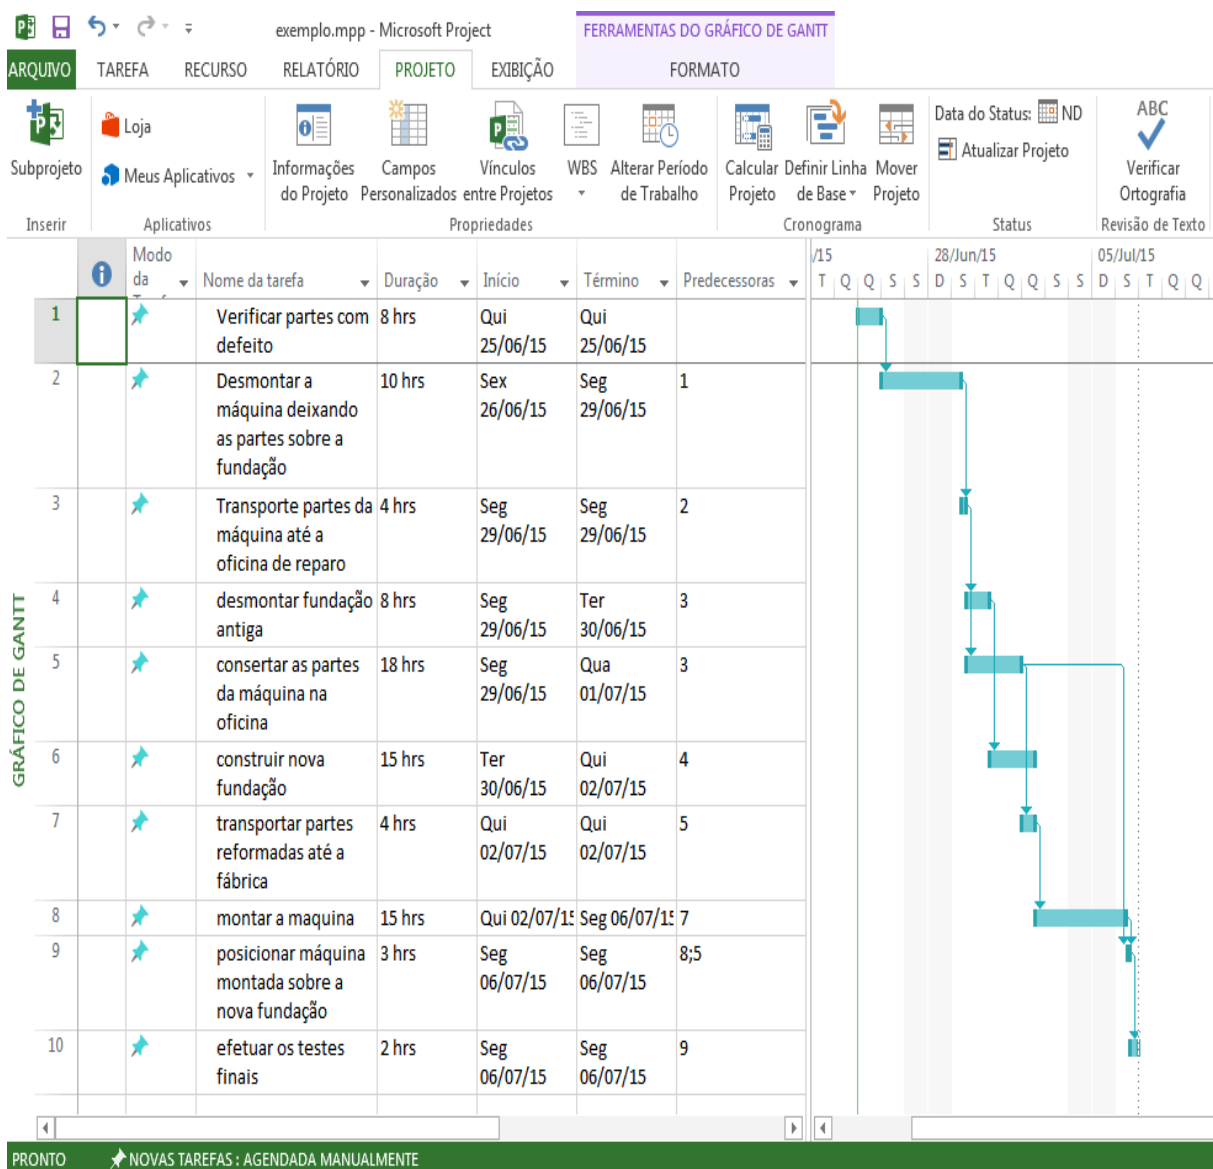 exemplo.mpp - Microsoft Project
FERRAMENTAS DO GRÁFICO DE GANTT
ARQUIVO TAREFA RECURSO RELATÓRIO PROJETO EXIBIÇÃO FORMATO
Subprojeto
Inserir
Loja
Meus Aplicativos
Aplicativos
Informações
do Projeto
Campos
Personalizados
Vínculos
entre Projetos
WBS
Alterar Período
de Trabalho
Propriedades
Calcular
Projeto
Definir Linha
de Base
Mover
Projeto
Cronograma
Data do Status: ND
Atualizar Projeto
Status
ABC
Verificar
Ortografia
Revisão de Texto
Modo
da
Nome da tarefa Duração Início Término Predecessoras
/15 28/Jun/15 05/Jul/15
T Q Q S S D S T Q Q S S D S T Q Q
1 Verificar partes com 8 hrs Qui Qui
defeito 25/06/15 25/06/15
2 Desmontar a 10 hrs Sex Seg 1
máquina deixando 26/06/15 29/06/15
as partes sobre a
fundação
3 Transporte partes da 4 hrs Seg Seg 2
máquina até a 29/06/15 29/06/15
oficina de reparo
4 desmontar fundação 8 hrs Seg Ter 3
antiga 29/06/15 30/06/15
5 consertar as partes 18 hrs Seg Qua 3
da máquina na 29/06/15 01/07/15
oficina
6 construir nova 15 hrs Ter Qui 4
fundação 30/06/15 02/07/15
7 transportar partes 4 hrs Qui Qui 5
reformadas até a 02/07/15 02/07/15
fábrica
8 montar a maquina 15 hrs Qui 02/07/15 Seg 06/07/15 7
9 posicionar máquina 3 hrs Seg Seg 8;5
montada sobre a 06/07/15 06/07/15
nova fundação
10 efetuar os testes 2 hrs Seg Seg 9
finais 06/07/15 06/07/15
GRÁFICO DE GANTT
PRONTO NOVAS TAREFAS : AGENDADA MANUALMENTE